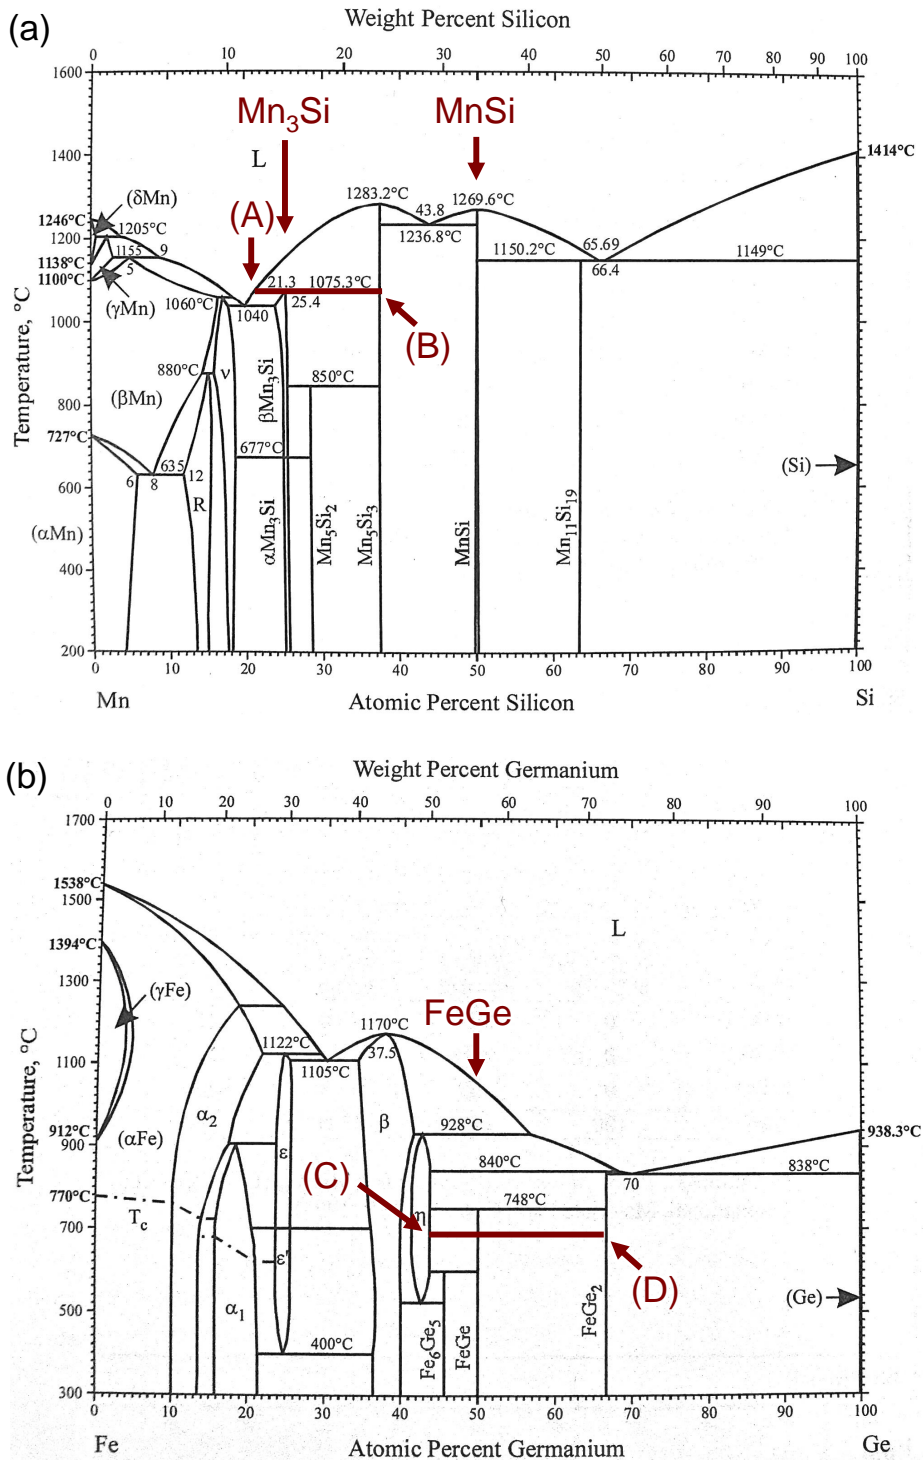 (a)
Weight Percent Silicon
0 10 20 30 40 50 60 70 80 90 100
1600
Mn₃Si MnSi
L
1400
1414°C
(δMn)
1283.2°C 1269.6°C
(A)
43.8
1246°C 1205°C
1200
1155 9
1236.8°C
1150.2°C 65.69 1149°C
1138°C
5
66.4
1100°C
(γMn)
21.3 1075.3°C
1060°C
25.4
1040
1000
(B)
Temperature, °C
880°C
ν
βMn₃Si
850°C
(βMn)
800
727°C
677°C
635
6 8 12
(Si)
600
R
(αMn)
αMn₃Si
Mn₅Si₂
Mn₅Si₃
MnSi
Mn₁₁Si₁₉
400
200
0 10 20 30 40 50 60 70 80 90 100
Mn Atomic Percent Silicon Si
(b)
Weight Percent Germanium
0 10 20 30 40 50 60 70 80 90 100
1700
1538°C
1500
L
1394°C
1300
(γFe)
FeGe
1170°C
1122°C
37.5
1100
1105°C
Temperature, °C
α₂
β
912°C
(αFe)
928°C
938.3°C
900
ε
840°C 838°C
(C)
70
770°C
748°C
T꜀
η
700
ε'
(D)
(Ge)
500
α₁
400°C
Fe₆Ge₅
FeGe
FeGe₂
300
0 10 20 30 40 50 60 70 80 90 100
Fe Atomic Percent Germanium Ge